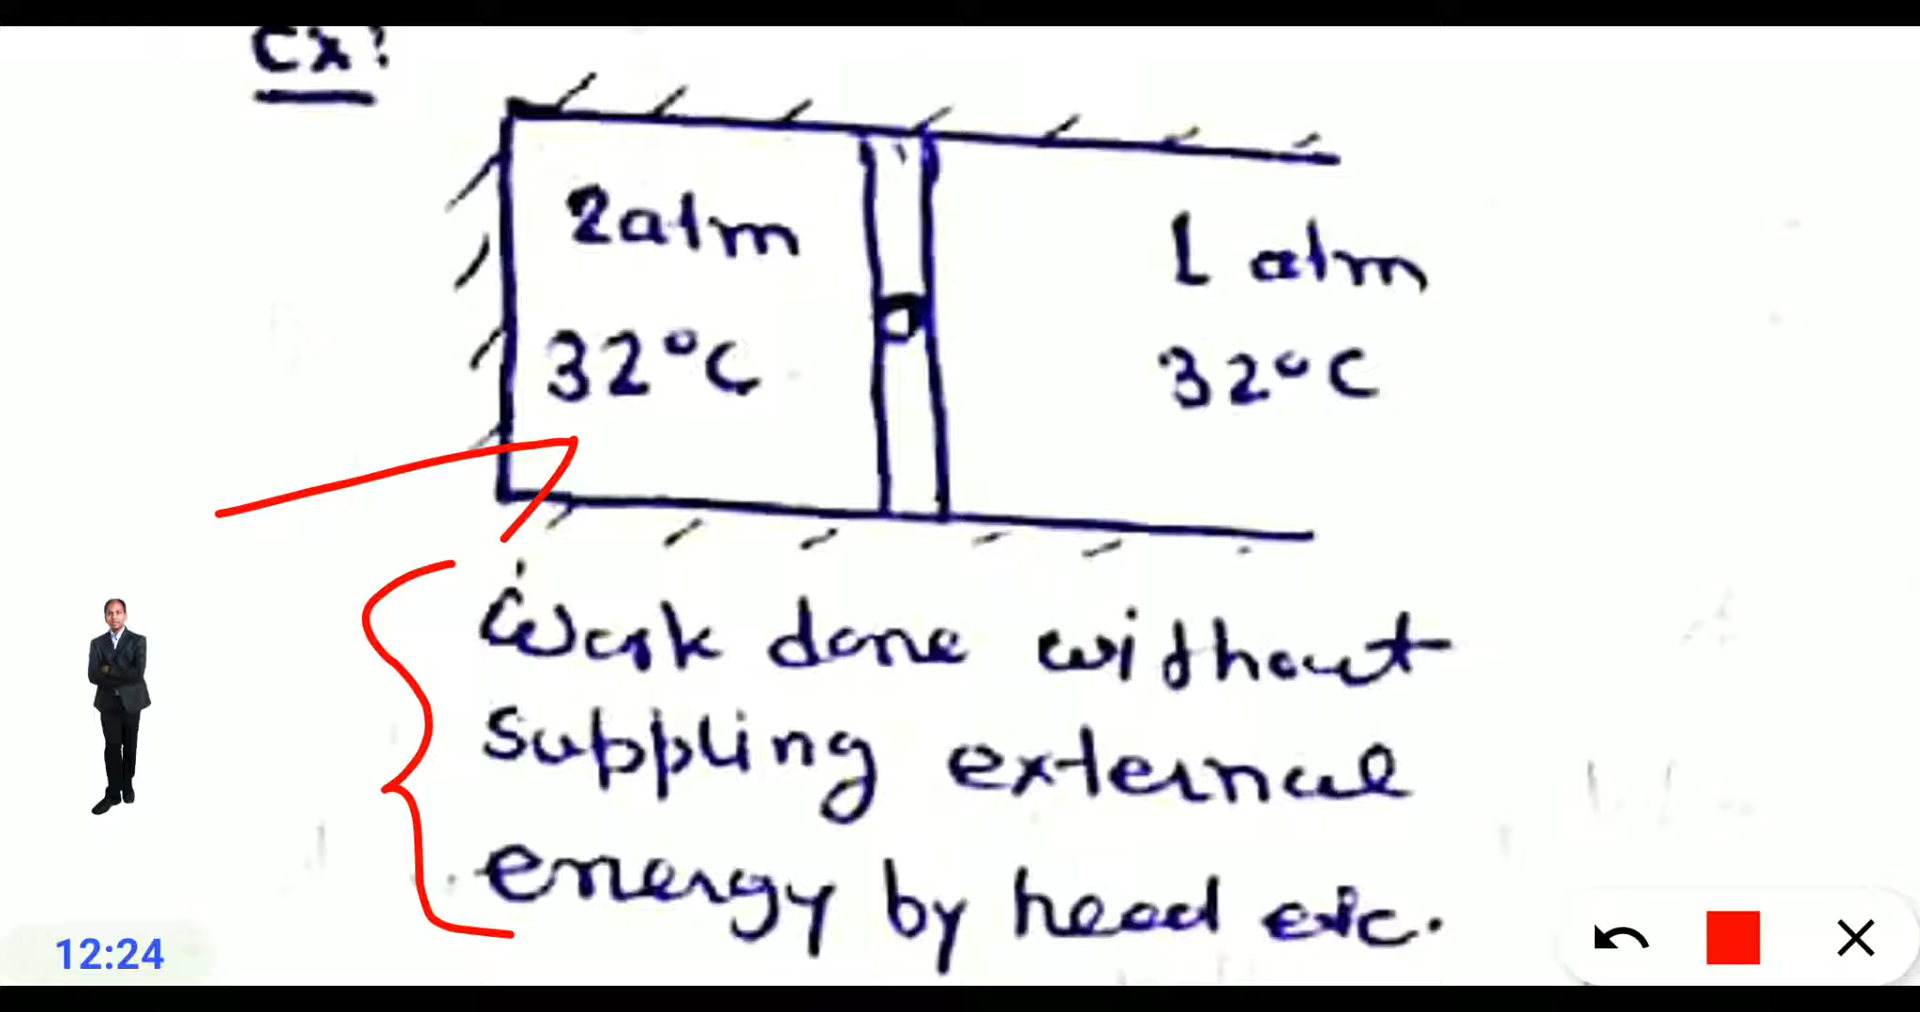 Ex:
2atm
1 atm
32°C
32°C
Work done without
suppling external
energy by head etc.
12:24